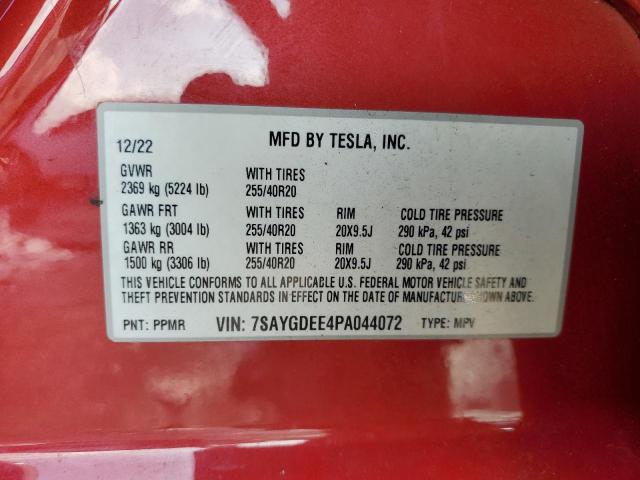 MFD BY TESLA, INC.
12/22
GVWR WITH TIRES
2369 kg (5224 lb) 255/40R20
GAWR FRT WITH TIRES RIM COLD TIRE PRESSURE
1363 kg (3004 lb) 255/40R20 20X9.5J 290 kPa, 42 psi
GAWR RR WITH TIRES RIM COLD TIRE PRESSURE
1500 kg (3306 lb) 255/40R20 20X9.5J 290 kPa, 42 psi
THIS VEHICLE CONFORMS TO ALL APPLICABLE U.S. FEDERAL MOTOR VEHICLE SAFETY AND
THEFT PREVENTION STANDARDS IN EFFECT ON THE DATE OF MANUFACTURE SHOWN ABOVE.
PNT: PPMR VIN: 7SAYGDEE4PA044072 TYPE: MPV